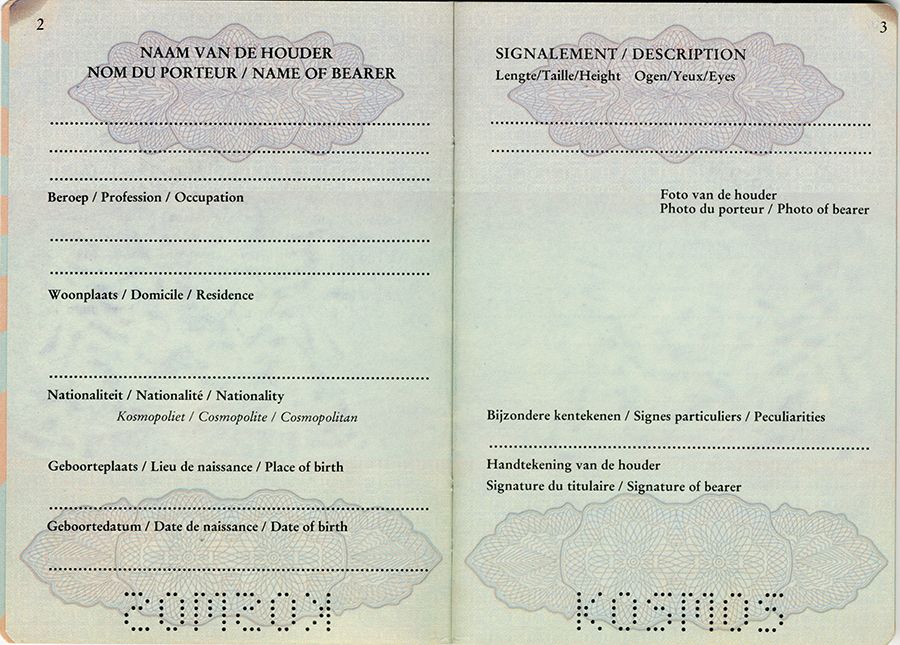 2
NAAM VAN DE HOUDER
NOM DU PORTEUR / NAME OF BEARER
Beroep / Profession / Occupation
Woonplaats / Domicile / Residence
Nationaliteit / Nationalité / Nationality
Kosmopoliet / Cosmopolite / Cosmopolitan
Geboorteplaats / Lieu de naissance / Place of birth
Geboortedatum / Date de naissance / Date of birth
KOSMOS
3
SIGNALEMENT / DESCRIPTION
Lengte/Taille/Height Ogen/Yeux/Eyes
Foto van de houder
Photo du porteur / Photo of bearer
Bijzondere kentekenen / Signes particuliers / Peculiarities
Handtekening van de houder
Signature du titulaire / Signature of bearer
KOSMOS